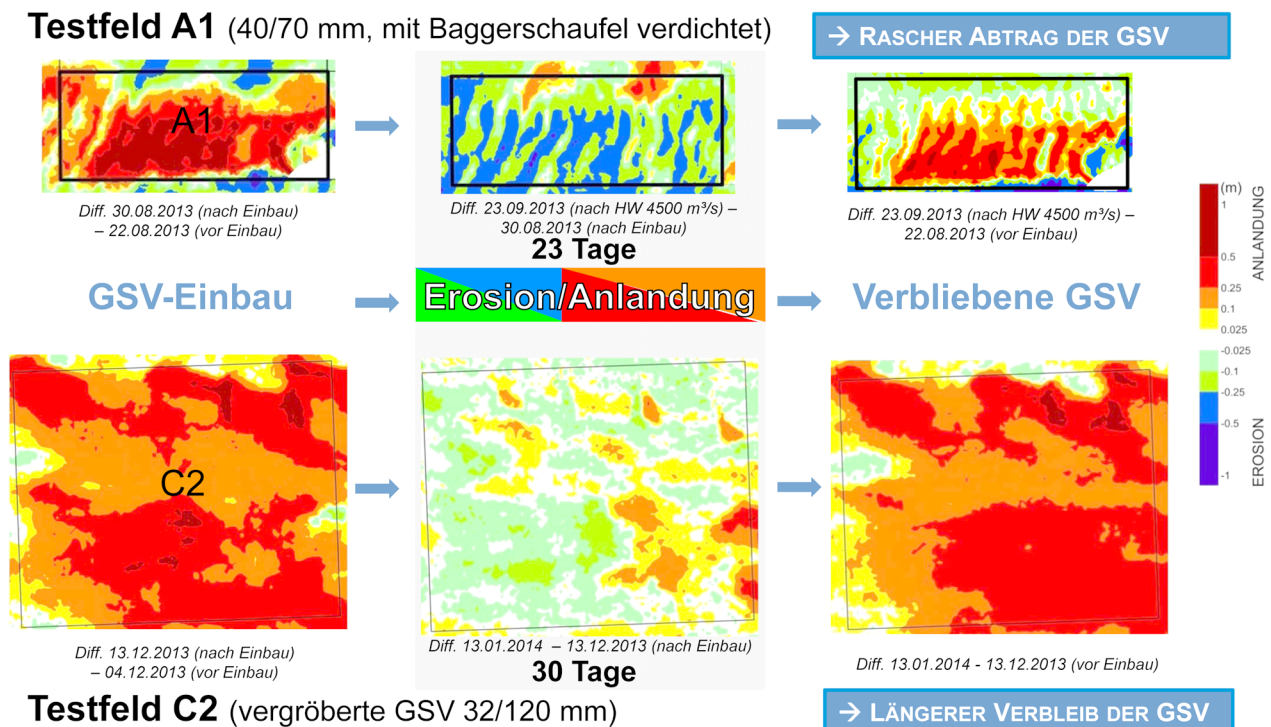 Testfeld A1 (40/70 mm, mit Baggerschaufel verdichtet)
→ RASCHER ABTRAG DER GSV
A1
Diff. 30.08.2013 (nach Einbau)
– 22.08.2013 (vor Einbau)
Diff. 23.09.2013 (nach HW 4500 m³/s) –
30.08.2013 (nach Einbau)
23 Tage
Diff. 23.09.2013 (nach HW 4500 m³/s) –
22.08.2013 (vor Einbau)
GSV-Einbau
Erosion/Anlandung
Verbliebene GSV
(m)
1
0.5
0.25
0.1
0.025
-0.025
-0.1
-0.25
-0.5
-1
ANLANDUNG
EROSION
C2
Diff. 13.12.2013 (nach Einbau)
– 04.12.2013 (vor Einbau)
Diff. 13.01.2014 – 13.12.2013 (nach Einbau)
30 Tage
Diff. 13.01.2014 - 13.12.2013 (vor Einbau)
Testfeld C2 (vergröberte GSV 32/120 mm)
→ LÄNGERER VERBLEIB DER GSV